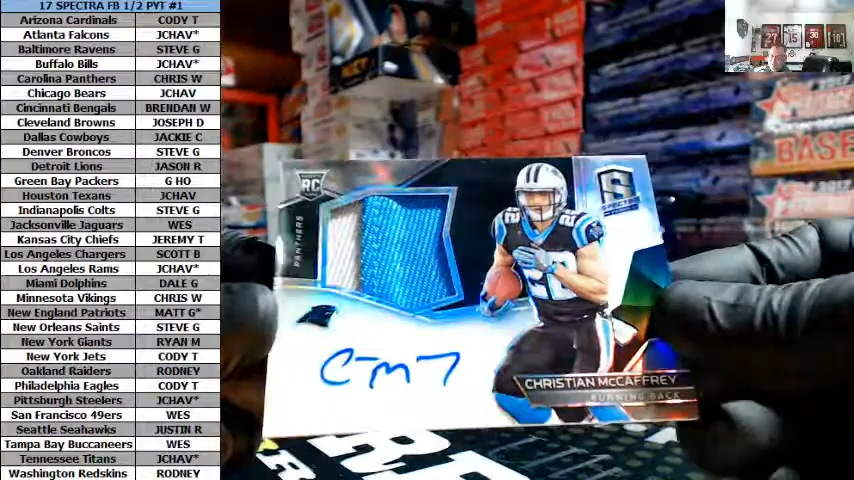 17 SPECTRA FB 1/2 PYT #1
Arizona Cardinals CODY T
Atlanta Falcons JCHAV*
Baltimore Ravens STEVE G
Buffalo Bills JCHAV*
Carolina Panthers CHRIS W
Chicago Bears JCHAV
Cincinnati Bengals BRENDAN W
Cleveland Browns JOSEPH D
Dallas Cowboys JACKIE C
Denver Broncos STEVE G
Detroit Lions JASON R
Green Bay Packers G HO
Houston Texans JCHAV
Indianapolis Colts STEVE G
Jacksonville Jaguars WES
Kansas City Chiefs JEREMY T
Los Angeles Chargers SCOTT B
Los Angeles Rams JCHAV*
Miami Dolphins DALE G
Minnesota Vikings CHRIS W
New England Patriots MATT G*
New Orleans Saints STEVE G
New York Giants RYAN M
New York Jets CODY T
Oakland Raiders RODNEY
Philadelphia Eagles CODY T
Pittsburgh Steelers JCHAV*
San Francisco 49ers WES
Seattle Seahawks JUSTIN R
Tampa Bay Buccaneers WES
Tennessee Titans JCHAV*
Washington Redskins RODNEY
RC
PANTHERS
22
22
S
SPECTRA
CHRISTIAN McCAFFREY
RUNNING BACK
BASE
2017